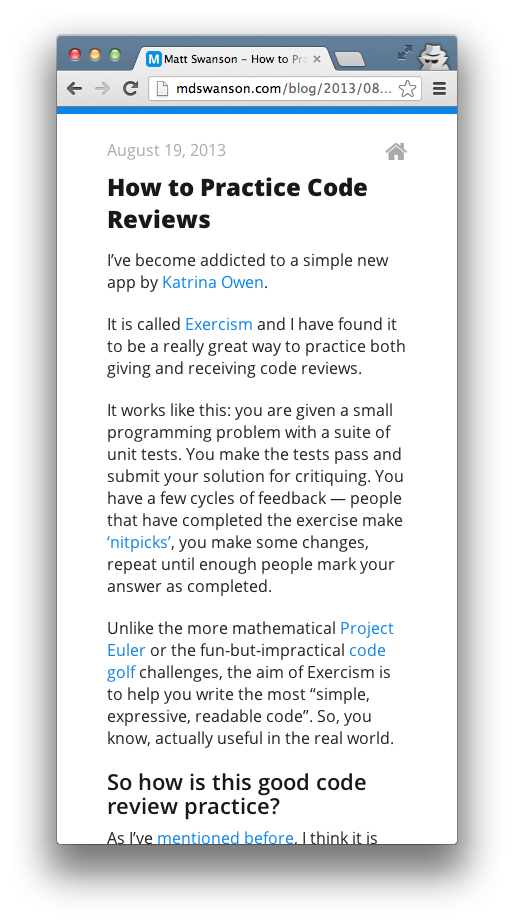 M Matt Swanson – How to Pra
mdswanson.com/blog/2013/08...
August 19, 2013
How to Practice Code
Reviews
I’ve become addicted to a simple new
app by Katrina Owen.
It is called Exercism and I have found it
to be a really great way to practice both
giving and receiving code reviews.
It works like this: you are given a small
programming problem with a suite of
unit tests. You make the tests pass and
submit your solution for critiquing. You
have a few cycles of feedback — people
that have completed the exercise make
‘nitpicks’, you make some changes,
repeat until enough people mark your
answer as completed.
Unlike the more mathematical Project
Euler or the fun-but-impractical code
golf challenges, the aim of Exercism is
to help you write the most “simple,
expressive, readable code”. So, you
know, actually useful in the real world.
So how is this good code
review practice?
As I’ve mentioned before, I think it is